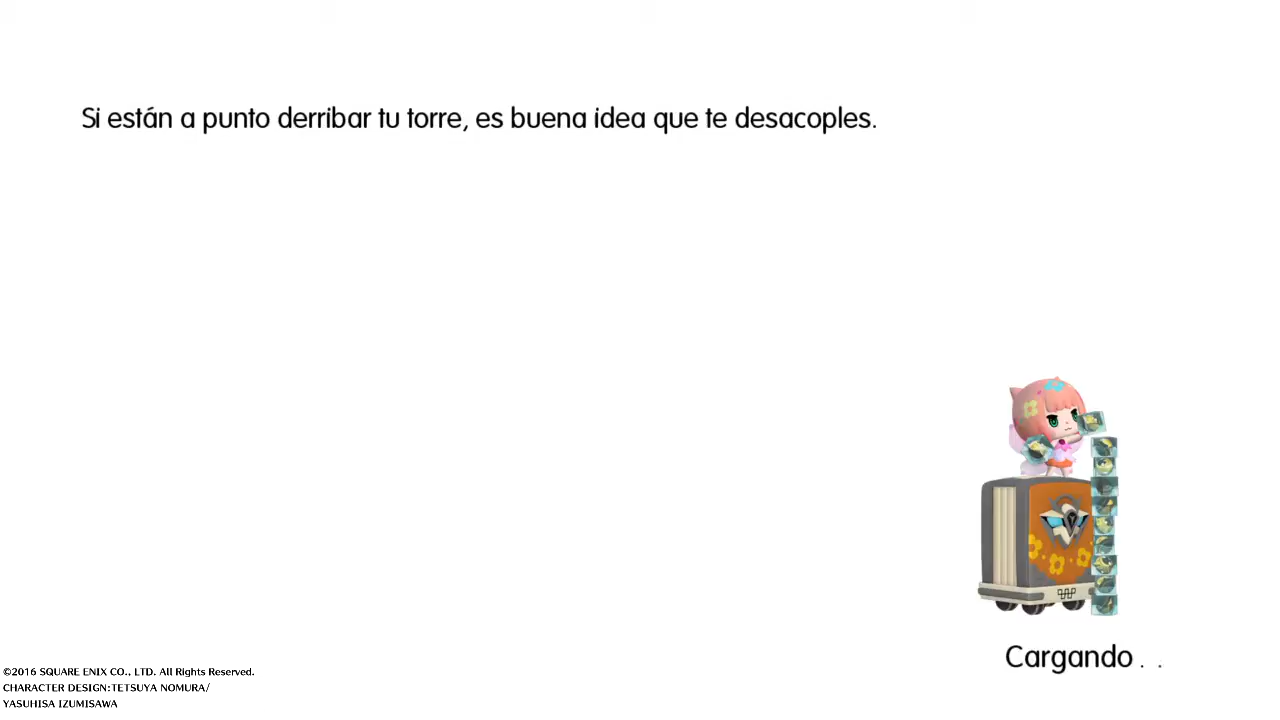 Si están a punto derribar tu torre, es buena idea que te desacoples.
Cargando . .
©2016 SQUARE ENIX CO., LTD. All Rights Reserved.
CHARACTER DESIGN:TETSUYA NOMURA/
YASUHISA IZUMISAWA